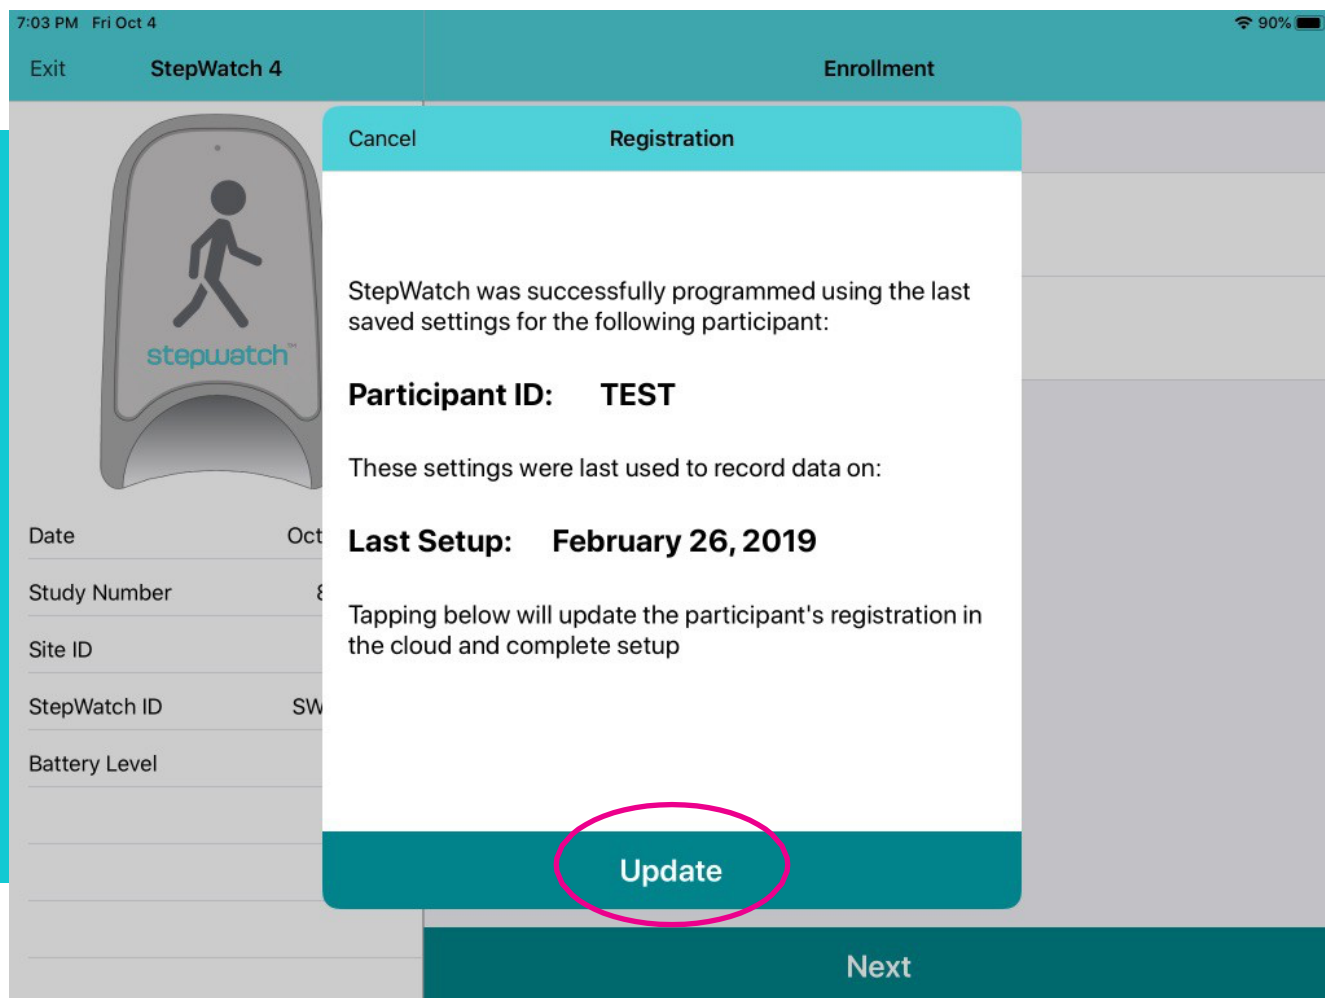 7:03 PM Fri Oct 4
90%
Exit
StepWatch 4
Enrollment
Cancel
Registration
stepwatch™
StepWatch was successfully programmed using the last
saved settings for the following participant:
Participant ID: TEST
These settings were last used to record data on:
Last Setup: February 26, 2019
Tapping below will update the participant's registration in
the cloud and complete setup
Update
Date Oct
Study Number
Site ID
StepWatch ID SW
Battery Level
Next